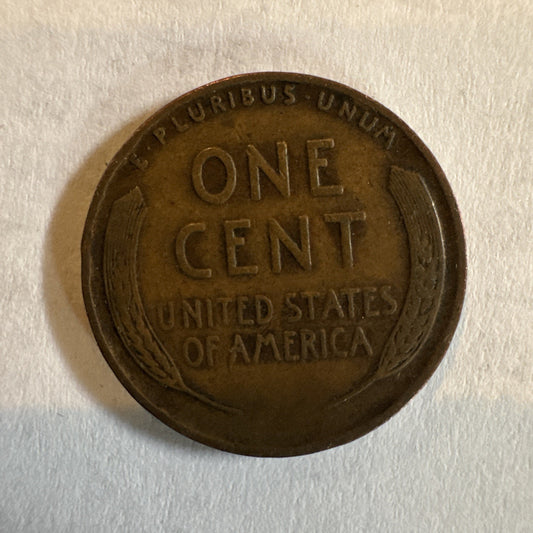 E · PLURIBUS · UNUM
ONE
CENT
UNITED STATES
OF AMERICA